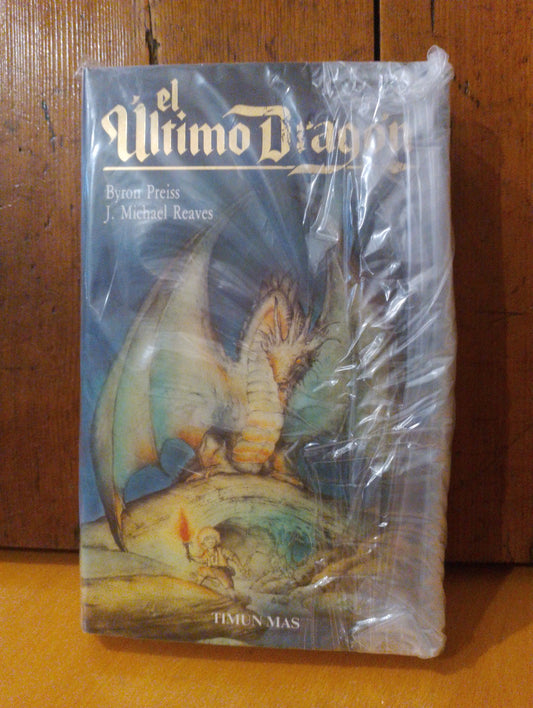 el
Último Dragón
Byron Preiss
J. Michael Reaves
TIMUN MAS